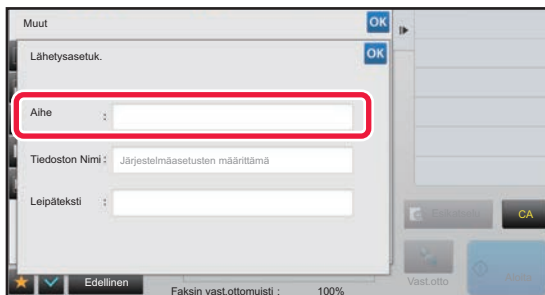 Muut
OK
Lähetysasetuk.
OK
Aihe :
Tiedoston Nimi : Järjestelmäasetusten määrittämä
Leipäteksti :
CA
Edellinen
Vast.otto
Faksin vast.ottomuisti : 100%